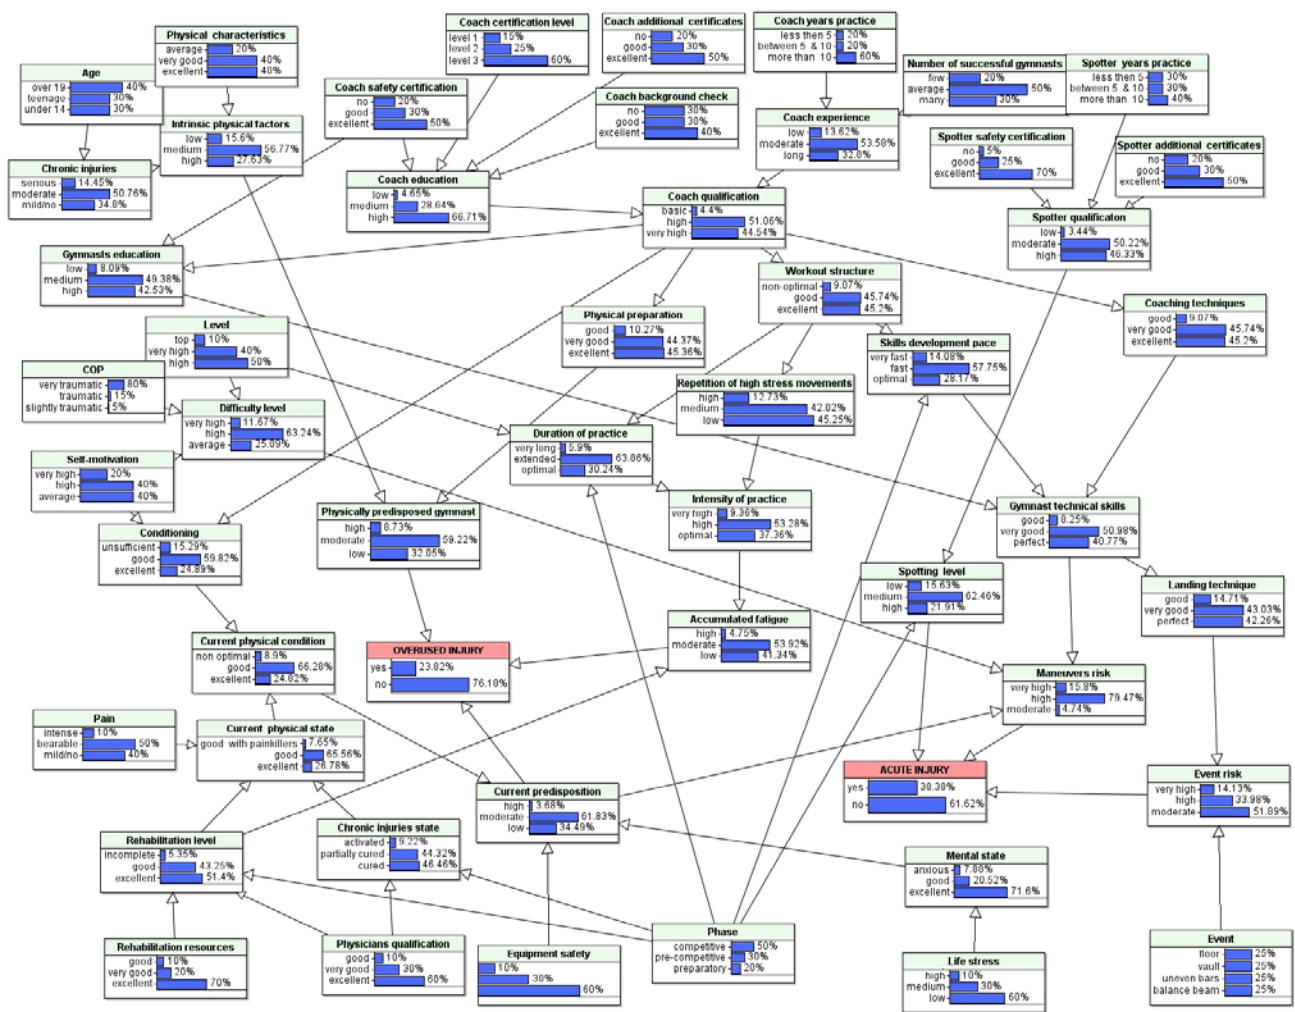 Physical characteristics
average 20%
very good 40%
excellent 40%
Coach certification level
level 1 15%
level 2 25%
level 3 60%
Coach additional certificates
no 20%
good 30%
excellent 50%
Coach years practice
less then 5 20%
between 5 & 10 20%
more than 10 60%
Age
over 19 40%
teenage 30%
under 14 30%
Coach safety certification
no 20%
good 30%
excellent 50%
Coach background check
no 30%
good 30%
excellent 40%
Number of successful gymnasts
few 20%
average 50%
many 30%
Spotter years practice
less then 5 30%
between 5 & 10 30%
more than 10 40%
Intrinsic physical factors
low 15.6%
medium 56.77%
high 27.63%
Coach experience
low 13.62%
moderate 53.58%
long 32.8%
Spotter safety certification
no 5%
good 25%
excellent 70%
Spotter additional certificates
no 20%
good 30%
excellent 50%
Chronic injuries
serious 14.45%
moderate 50.76%
mild/no 34.8%
Coach education
low 4.65%
medium 28.64%
high 66.71%
Coach qualification
basic 4.4%
high 51.06%
very high 44.54%
Spotter qualificaton
low 3.44%
moderate 50.22%
high 46.33%
Gymnasts education
low 8.09%
medium 49.38%
high 42.53%
Workout structure
non-optimal 9.07%
good 45.74%
excellent 45.2%
Coaching techniques
good 9.07%
very good 45.74%
excellent 45.2%
Level
top 10%
very high 40%
high 50%
Physical preparation
good 10.27%
very good 44.37%
excellent 45.36%
Skills development pace
very fast 14.08%
fast 57.75%
optimal 28.17%
COP
very traumatic 80%
traumatic 15%
slightly traumatic 5%
Repetition of high stress movements
high 12.73%
medium 42.02%
low 45.25%
Difficulty level
very high 11.67%
high 63.24%
average 25.09%
Duration of practice
very long 5.9%
extended 63.86%
optimal 30.24%
Self-motivation
very high 20%
high 40%
average 40%
Physically predisposed gymnast
high 8.73%
moderate 59.22%
low 32.05%
Intensity of practice
very high 9.36%
high 53.28%
optimal 37.36%
Gymnast technical skills
good 8.25%
very good 50.98%
perfect 40.77%
Conditioning
unsufficient 15.29%
good 59.82%
excellent 24.89%
Spotting level
low 15.63%
medium 62.46%
high 21.91%
Landing technique
good 14.71%
very good 43.03%
perfect 42.26%
Current physical condition
non optimal 8.9%
good 66.28%
excellent 24.82%
OVERUSED INJURY
yes 23.82%
no 76.18%
Accumulated fatigue
high 4.75%
moderate 53.92%
low 41.34%
Maneuvers risk
very high 15.8%
high 79.47%
moderate 4.74%
Pain
intense 10%
bearable 50%
mild/no 40%
Current physical state
good with painkillers 7.65%
good 65.56%
excellent 26.78%
ACUTE INJURY
yes 38.38%
no 61.62%
Event risk
very high 14.13%
high 33.98%
moderate 51.89%
Current predisposition
high 3.68%
moderate 61.83%
low 34.49%
Rehabilitation level
incomplete 5.35%
good 43.25%
excellent 51.4%
Chronic injuries state
activated 9.22%
partially cured 44.32%
cured 46.46%
Mental state
anxious 7.88%
good 20.52%
excellent 71.6%
Rehabilitation resources
good 10%
very good 20%
excellent 70%
Physicians qualification
good 10%
very good 30%
excellent 60%
Equipment safety
10%
30%
60%
Phase
competitive 50%
pre-competitive 30%
preparatory 20%
Life stress
high 10%
medium 30%
low 60%
Event
floor 25%
vault 25%
uneven bars 25%
balance beam 25%